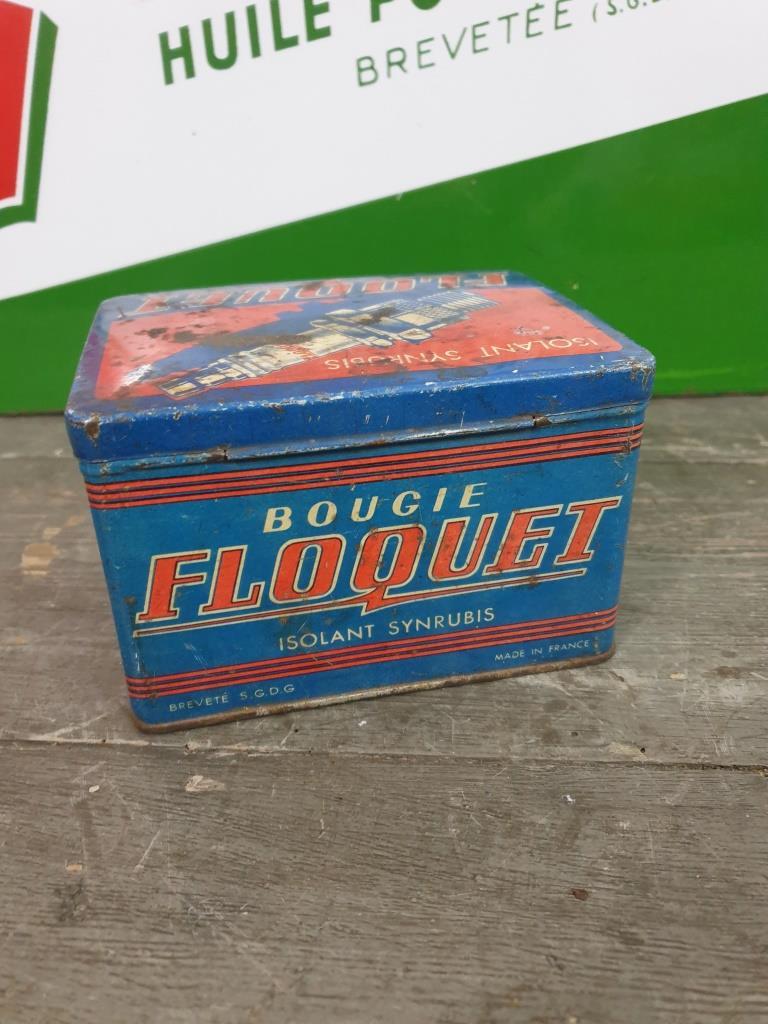 HUILE
BREVETÉE (S.G.
FLOQUET
ISOLANT SYNRUBIS
BOUGIE
FLOQUET
ISOLANT SYNRUBIS
BREVETÉ S.G.D.G
MADE IN FRANCE